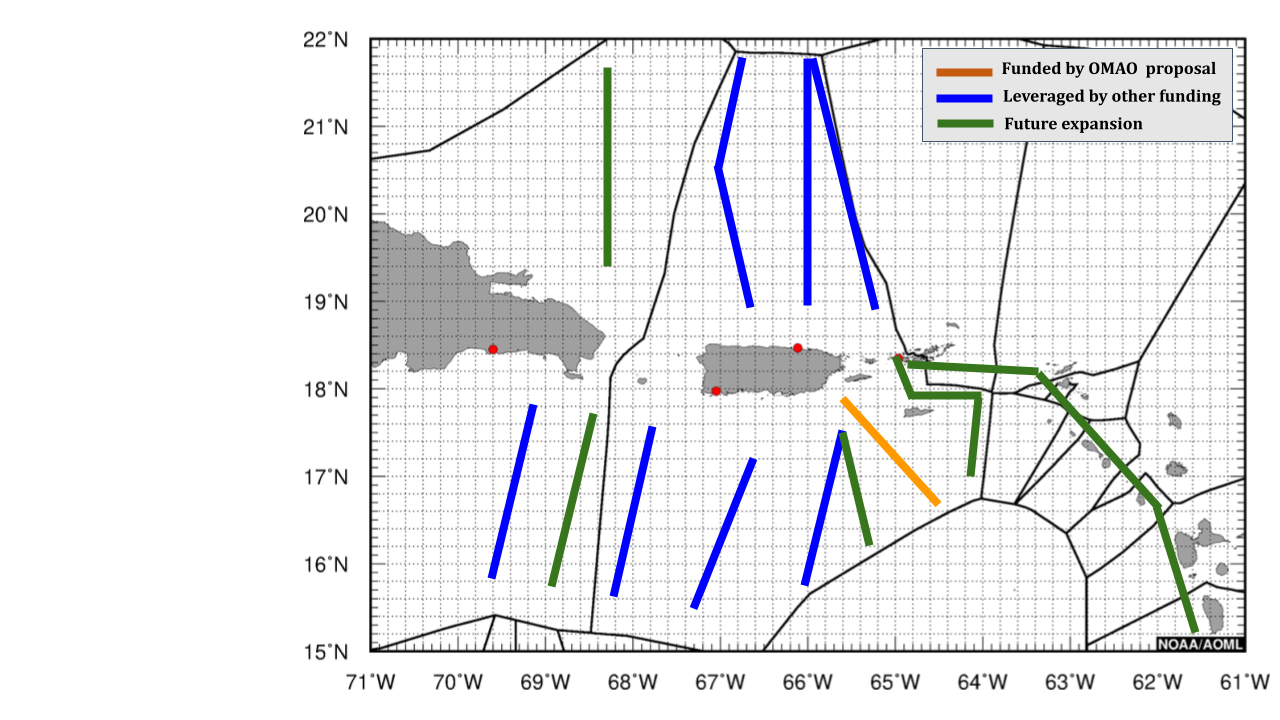 22˚N
Funded by OMAO proposal
Leveraged by other funding
Future expansion
21˚N
20˚N
19˚N
18˚N
17˚N
16˚N
15˚N
NOAA/AOML
71˚W 70˚W 69˚W 68˚W 67˚W 66˚W 65˚W 64˚W 63˚W 62˚W 61˚W